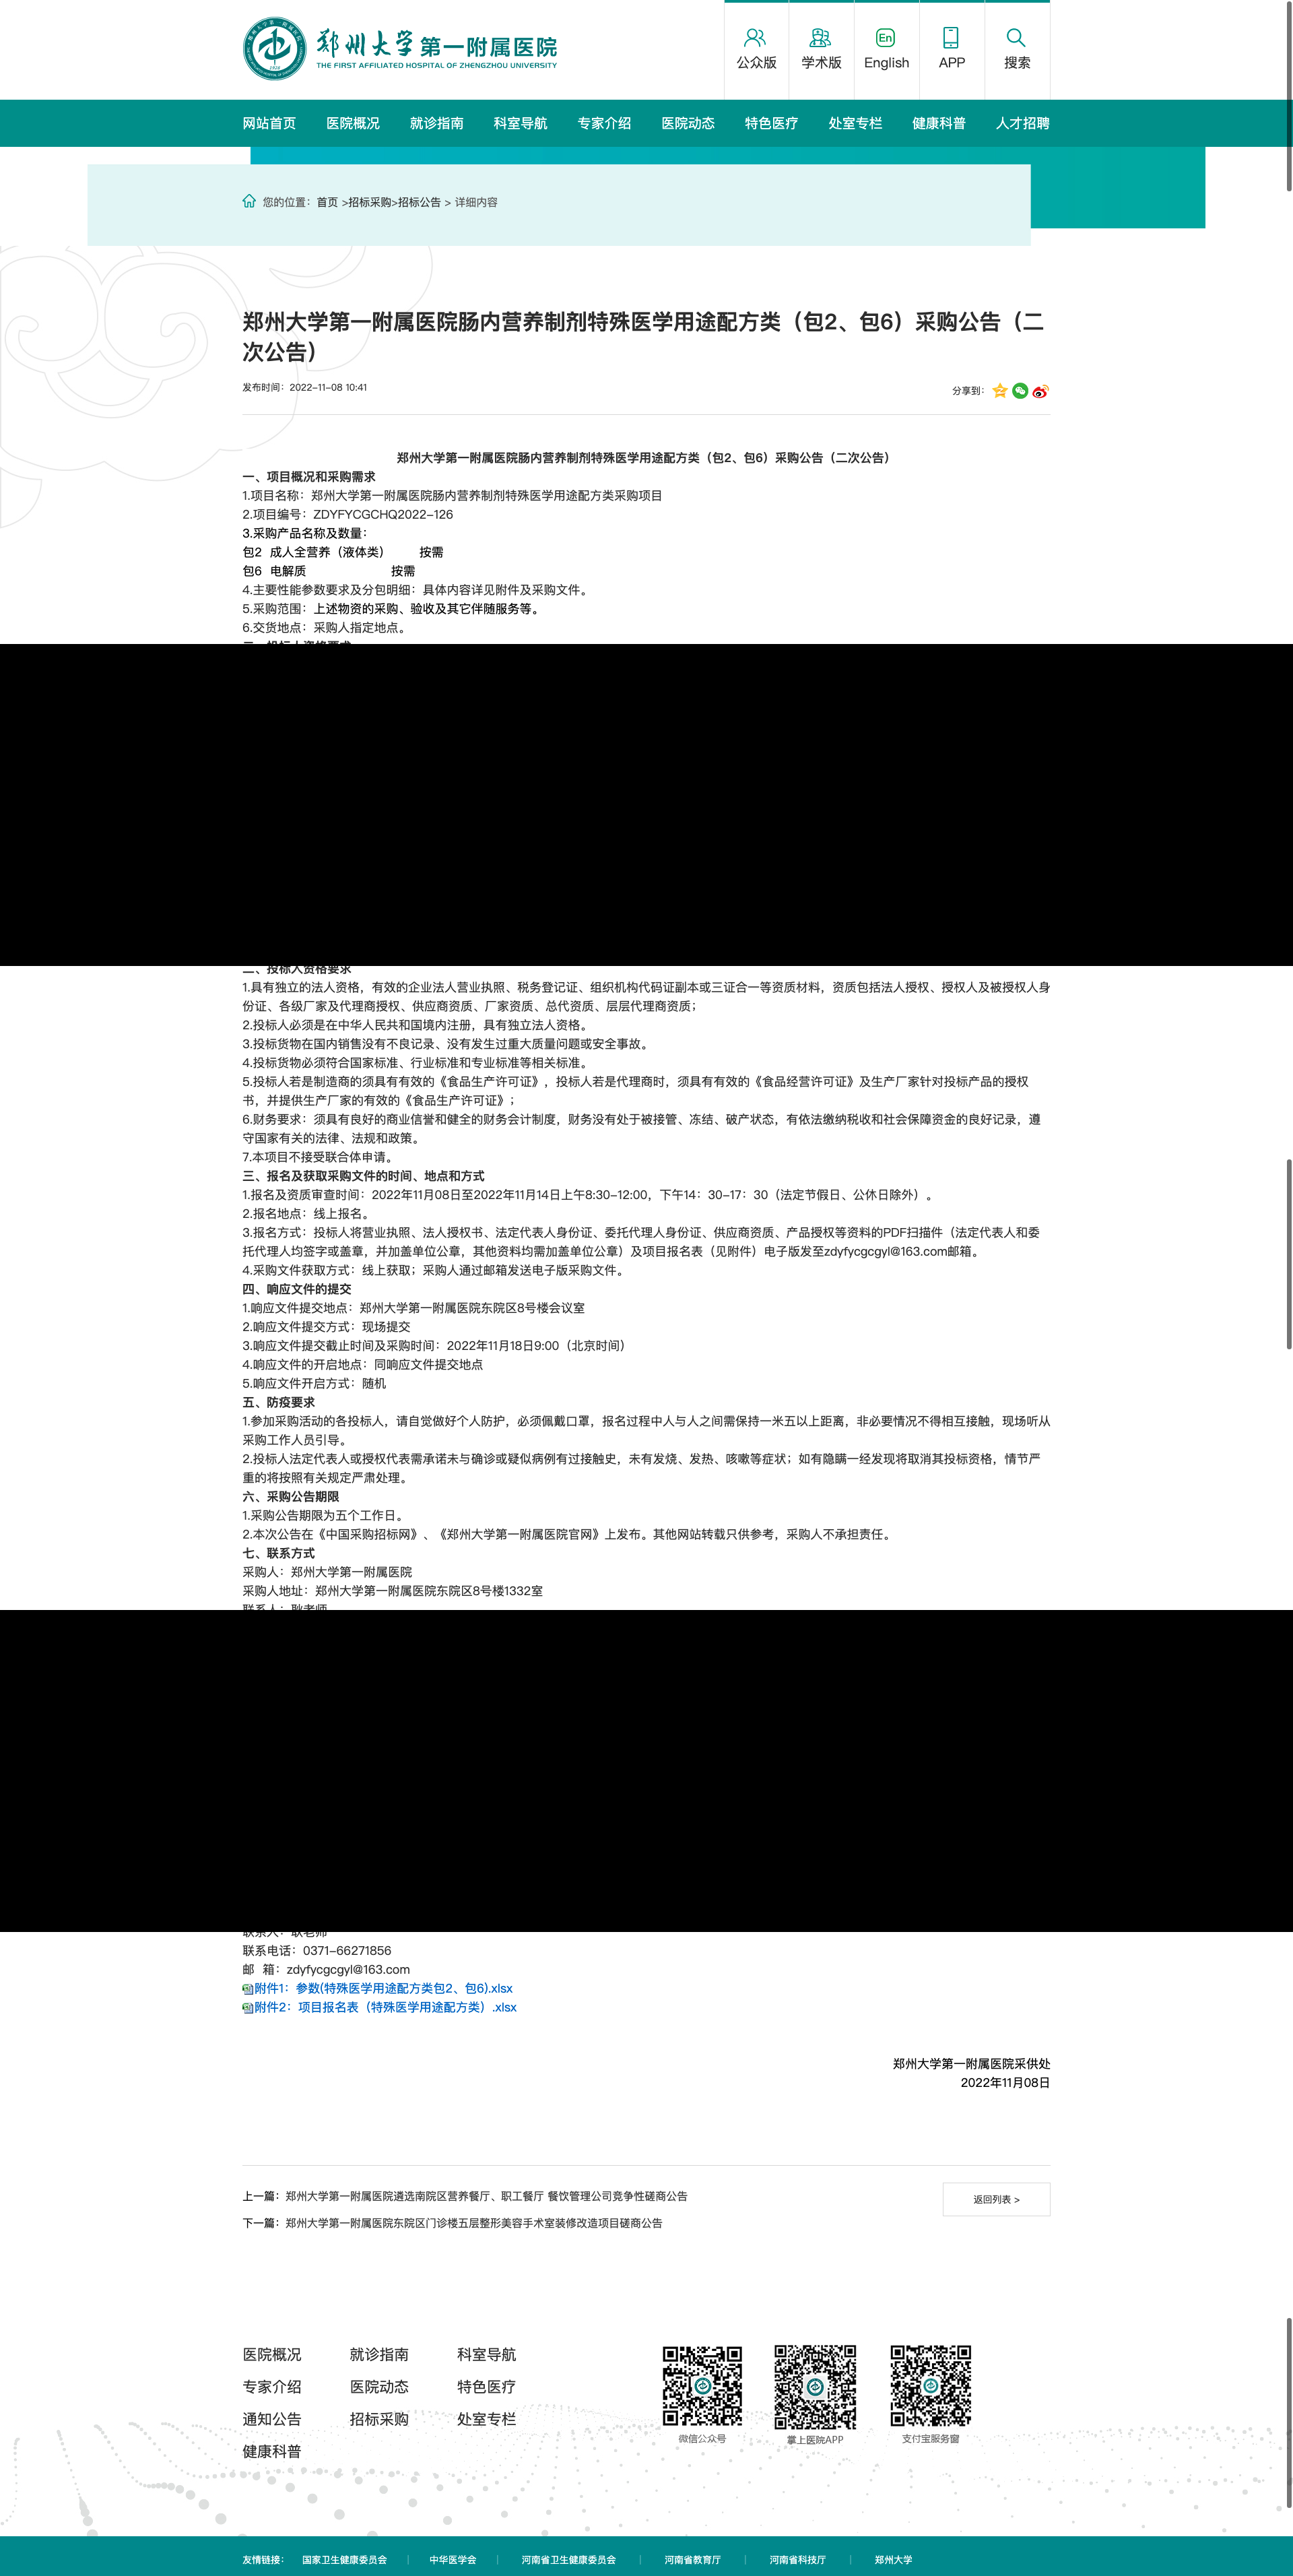 郑州大学第一附属医院
THE FIRST AFFILIATED HOSPITAL OF ZHENGZHOU UNIVERSITY
公众版 学术版 English APP 搜索
网站首页 医院概况 就诊指南 科室导航 专家介绍 医院动态 特色医疗 处室专栏 健康科普 人才招聘
您的位置：首页 >招标采购>招标公告 > 详细内容
郑州大学第一附属医院肠内营养制剂特殊医学用途配方类（包2、包6）采购公告（二
次公告）
发布时间：2022-11-08 10:41
分享到：
郑州大学第一附属医院肠内营养制剂特殊医学用途配方类（包2、包6）采购公告（二次公告）
一、项目概况和采购需求
1.项目名称：郑州大学第一附属医院肠内营养制剂特殊医学用途配方类采购项目
2.项目编号：ZDYFYCGCHQ2022-126
3.采购产品名称及数量：
包2 成人全营养（液体类） 按需
包6 电解质 按需
4.主要性能参数要求及分包明细：具体内容详见附件及采购文件。
5.采购范围：上述物资的采购、验收及其它伴随服务等。
6.交货地点：采购人指定地点。
二、投标人资格要求
1.具有独立的法人资格，有效的企业法人营业执照、税务登记证、组织机构代码证副本或三证合一等资质材料，资质包括法人授权、授权人及被授权人身
份证、各级厂家及代理商授权、供应商资质、厂家资质、总代资质、层层代理商资质；
2.投标人必须是在中华人民共和国境内注册，具有独立法人资格。
3.投标货物在国内销售没有不良记录、没有发生过重大质量问题或安全事故。
4.投标货物必须符合国家标准、行业标准和专业标准等相关标准。
5.投标人若是制造商的须具有有效的《食品生产许可证》，投标人若是代理商时，须具有有效的《食品经营许可证》及生产厂家针对投标产品的授权
书，并提供生产厂家的有效的《食品生产许可证》；
6.财务要求：须具有良好的商业信誉和健全的财务会计制度，财务没有处于被接管、冻结、破产状态，有依法缴纳税收和社会保障资金的良好记录，遵
守国家有关的法律、法规和政策。
7.本项目不接受联合体申请。
三、报名及获取采购文件的时间、地点和方式
1.报名及资质审查时间：2022年11月08日至2022年11月14日上午8:30-12:00，下午14：30-17：30（法定节假日、公休日除外）。
2.报名地点：线上报名。
3.报名方式：投标人将营业执照、法人授权书、法定代表人身份证、委托代理人身份证、供应商资质、产品授权等资料的PDF扫描件（法定代表人和委
托代理人均签字或盖章，并加盖单位公章，其他资料均需加盖单位公章）及项目报名表（见附件）电子版发至zdyfycgcgyl@163.com邮箱。
4.采购文件获取方式：线上获取；采购人通过邮箱发送电子版采购文件。
四、响应文件的提交
1.响应文件提交地点：郑州大学第一附属医院东院区8号楼会议室
2.响应文件提交方式：现场提交
3.响应文件提交截止时间及采购时间：2022年11月18日9:00（北京时间）
4.响应文件的开启地点：同响应文件提交地点
5.响应文件开启方式：随机
五、防疫要求
1.参加采购活动的各投标人，请自觉做好个人防护，必须佩戴口罩，报名过程中人与人之间需保持一米五以上距离，非必要情况不得相互接触，现场听从
采购工作人员引导。
2.投标人法定代表人或授权代表需承诺未与确诊或疑似病例有过接触史，未有发烧、发热、咳嗽等症状；如有隐瞒一经发现将取消其投标资格，情节严
重的将按照有关规定严肃处理。
六、采购公告期限
1.采购公告期限为五个工作日。
2.本次公告在《中国采购招标网》、《郑州大学第一附属医院官网》上发布。其他网站转载只供参考，采购人不承担责任。
七、联系方式
采购人：郑州大学第一附属医院
采购人地址：郑州大学第一附属医院东院区8号楼1332室
联系人：耿老师
联系电话：0371-66271856
邮 箱：zdyfycgcgyl@163.com
附件1：参数(特殊医学用途配方类包2、包6).xlsx
附件2：项目报名表（特殊医学用途配方类）.xlsx
郑州大学第一附属医院采供处
2022年11月08日
上一篇：郑州大学第一附属医院遴选南院区营养餐厅、职工餐厅 餐饮管理公司竞争性磋商公告
返回列表 >
下一篇：郑州大学第一附属医院东院区门诊楼五层整形美容手术室装修改造项目磋商公告
医院概况 就诊指南 科室导航
专家介绍 医院动态 特色医疗
通知公告 招标采购 处室专栏
健康科普
微信公众号 掌上医院APP 支付宝服务窗
友情链接： 国家卫生健康委员会 | 中华医学会 | 河南省卫生健康委员会 | 河南省教育厅 | 河南省科技厅 | 郑州大学